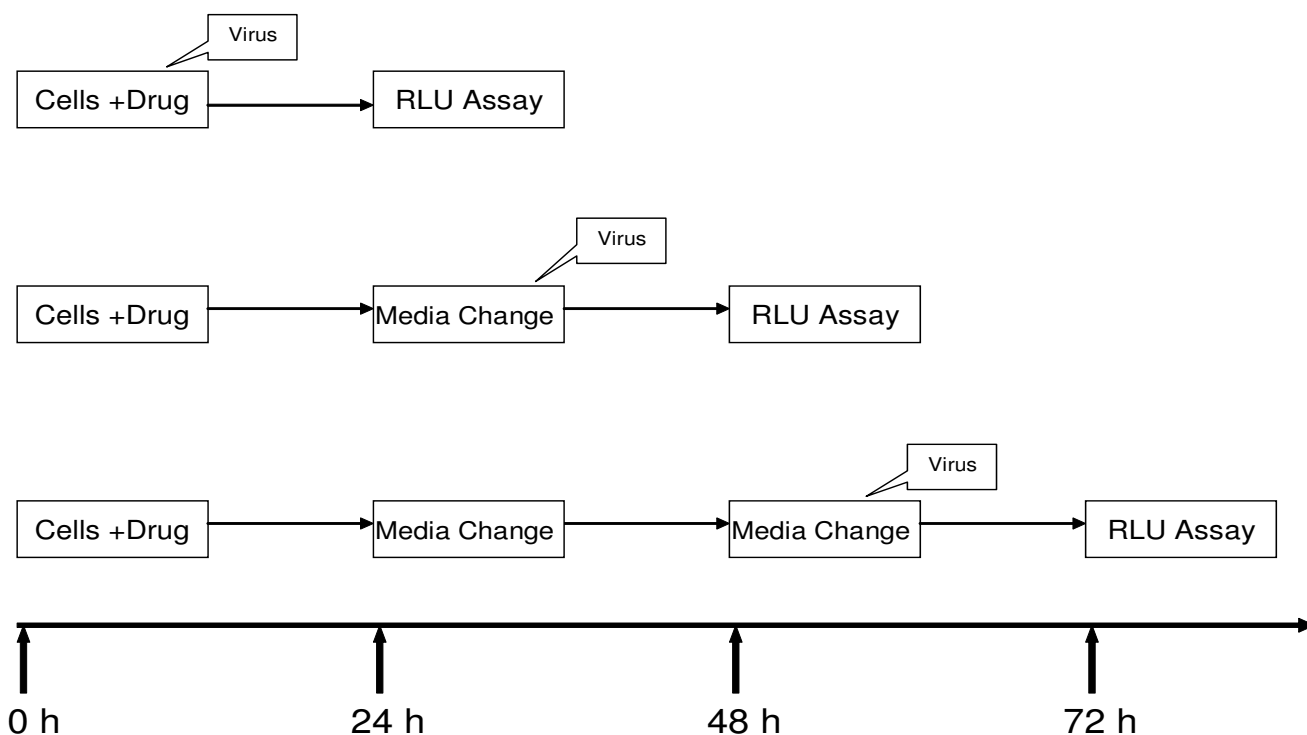 Virus
Cells +Drug
RLU Assay
Virus
Cells +Drug
Media Change
RLU Assay
Virus
Cells +Drug
Media Change
Media Change
RLU Assay
0 h
24 h
48 h
72 h